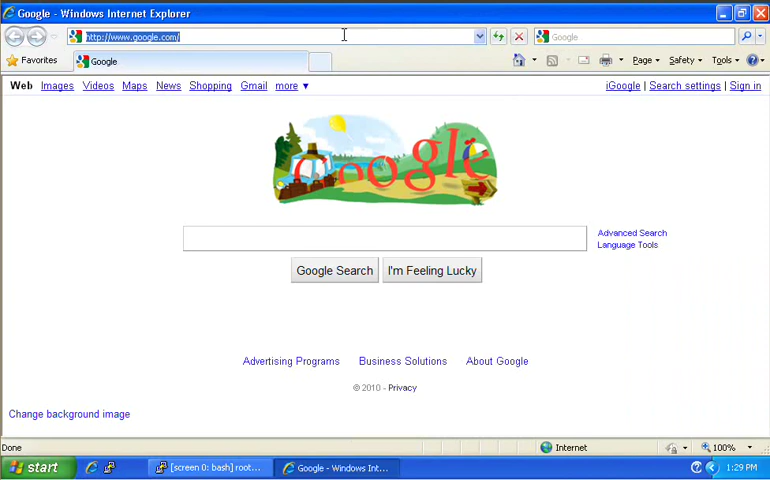 Google - Windows Internet Explorer
http://www.google.com/
Google
Favorites
Google
Page
Safety
Tools
Web Images Videos Maps News Shopping Gmail more ▼
iGoogle | Search settings | Sign in
Google
Advanced Search
Language Tools
Google Search
I'm Feeling Lucky
Advertising Programs
Business Solutions
About Google
© 2010 - Privacy
Change background image
Done
Internet
100%
start
[screen 0: bash] root...
Google - Windows Int...
1:29 PM